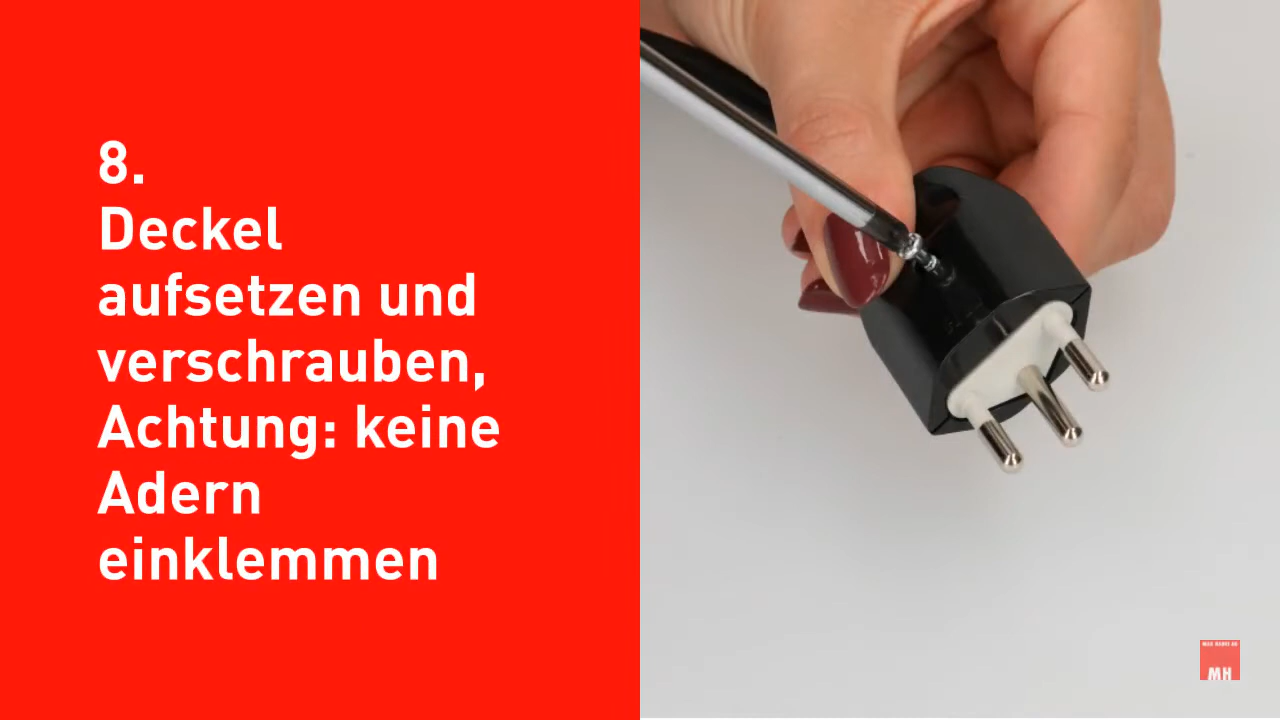 8.
Deckel
aufsetzen und
verschrauben,
Achtung: keine
Adern
einklemmen
MH